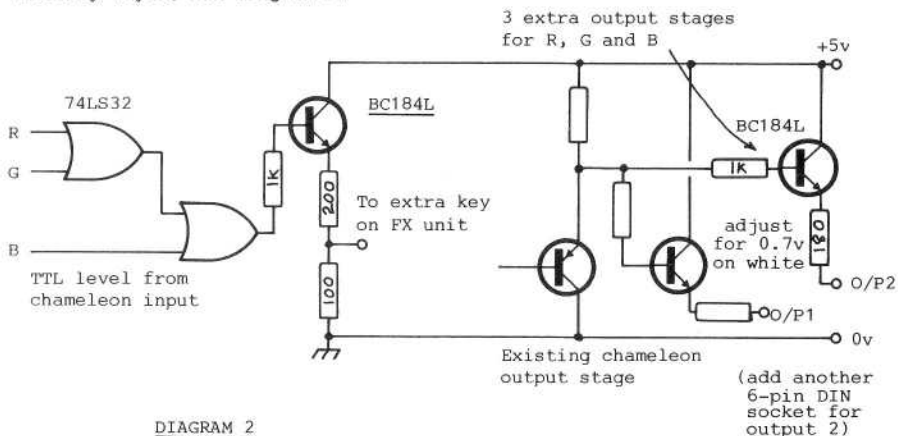 3 extra output stages
for R, G and B
+5v
74LS32
BC184L
BC184L
R
G
B
1K
200
100
1K
To extra key
on FX unit
adjust
for 0.7v
on white
180
TTL level from
chameleon input
O/P2
O/P1
0v
Existing chameleon
output stage
(add another
6-pin DIN
socket for
output 2)
DIAGRAM 2